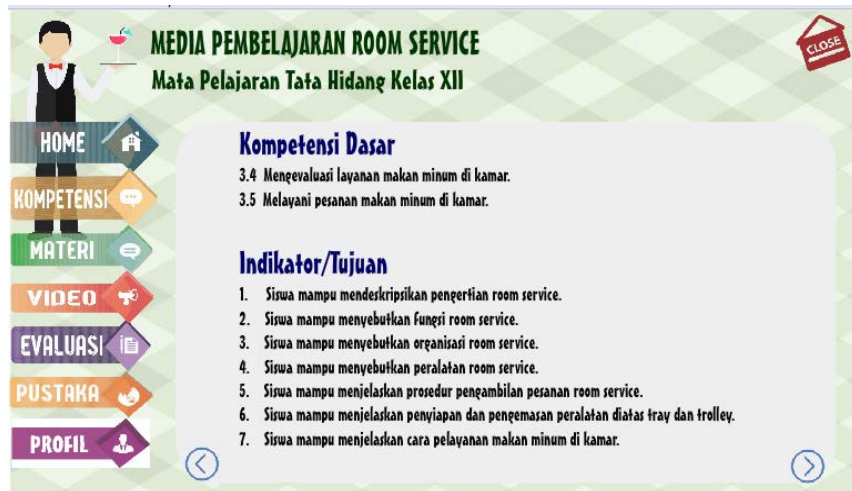 MEDIA PEMBELAJARAN ROOM SERVICE
Mata Pelajaran Tata Hidang Kelas XII
CLOSE
HOME
KOMPETENSI
MATERI
VIDEO
EVALUASI
PUSTAKA
PROFIL
Kompetensi Dasar
3.4 Mengevaluasi layanan makan minum di kamar.
3.5 Melayani pesanan makan minum di kamar.
Indikator/Tujuan
1. Siswa mampu mendeskripsikan pengertian room service.
2. Siswa mampu menyebutkan fungsi room service.
3. Siswa mampu menyebutkan organisasi room service.
4. Siswa mampu menyebutkan peralatan room service.
5. Siswa mampu menjelaskan prosedur pengambilan pesanan room service.
6. Siswa mampu menjelaskan penyiapan dan pengemasan peralatan diatas tray dan trolley.
7. Siswa mampu menjelaskan cara pelayanan makan minum di kamar.